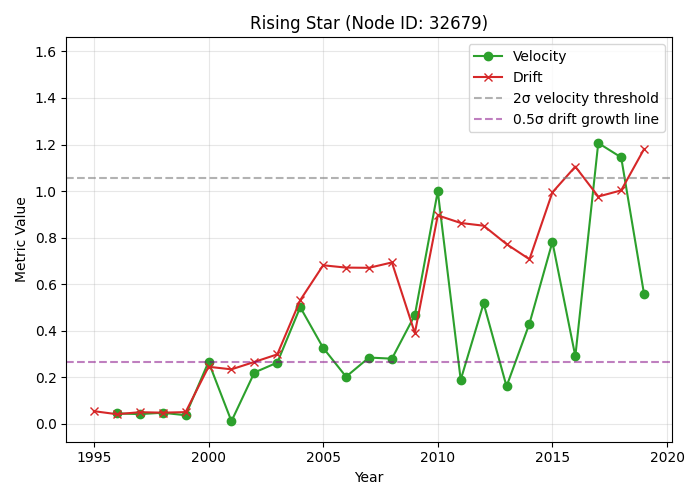 Rising Star (Node ID: 32679)
Velocity
Drift
2σ velocity threshold
0.5σ drift growth line
Metric Value
1.6
1.4
1.2
1.0
0.8
0.6
0.4
0.2
0.0
1995 2000 2005 2010 2015 2020
Year